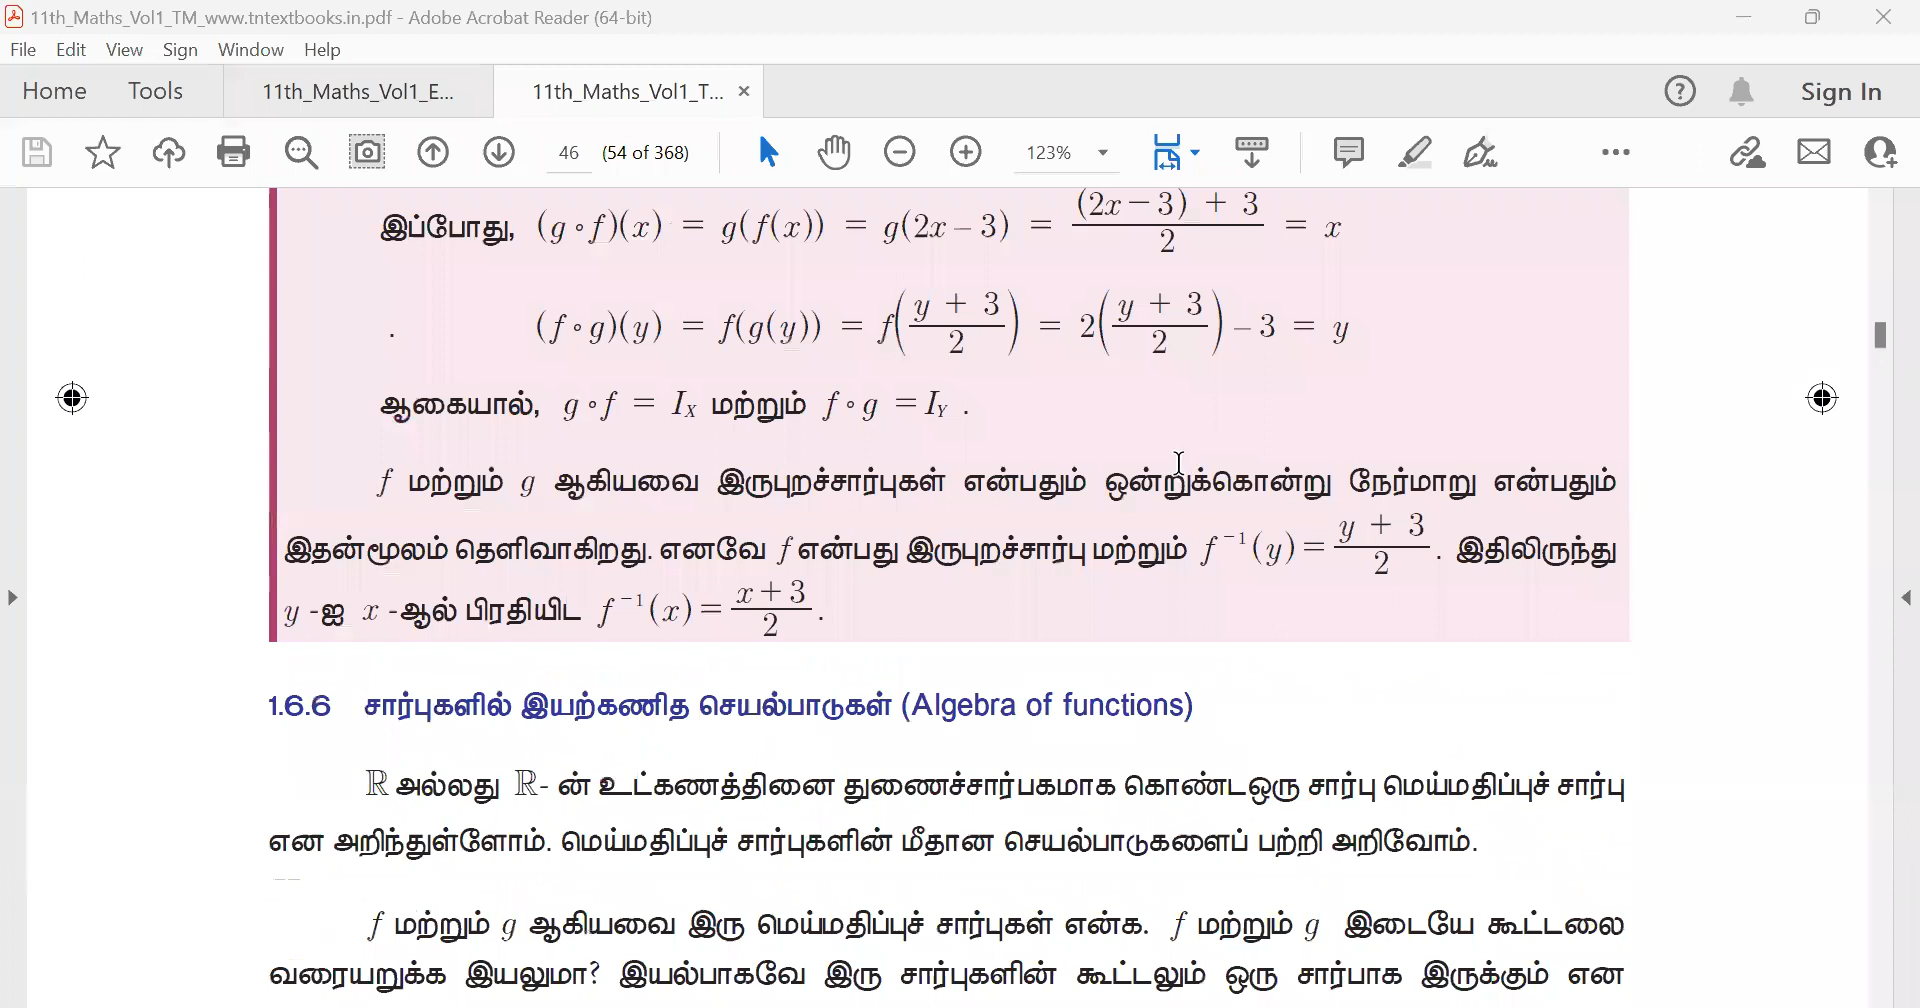 11th_Maths_Vol1_TM_www.tntextbooks.in.pdf - Adobe Acrobat Reader (64-bit)
File Edit View Sign Window Help
Home Tools 11th_Maths_Vol1_E... 11th_Maths_Vol1_T... × Sign In
46 (54 of 368) 123%
இப்போது, (g∘f)(x) = g(f(x)) = g(2x – 3) = ((2x – 3) + 3)/2 = x
. (f∘g)(y) = f(g(y)) = f((y + 3)/2) = 2((y + 3)/2) – 3 = y
ஆகையால், g∘f = I_X மற்றும் f∘g = I_Y .
f மற்றும் g ஆகியவை இருபுறச்சார்புகள் என்பதும் ஒன்றுக்கொன்று நேர்மாறு என்பதும்
இதன்மூலம் தெளிவாகிறது. எனவே f என்பது இருபுறச்சார்பு மற்றும் f⁻¹(y) = (y + 3)/2 . இதிலிருந்து
y -ஐ x -ஆல் பிரதியிட f⁻¹(x) = (x + 3)/2 .
1.6.6 சார்புகளில் இயற்கணித செயல்பாடுகள் (Algebra of functions)
ℝ அல்லது ℝ- ன் உட்கணத்தினை துணைச்சார்பகமாக கொண்டஒரு சார்பு மெய்மதிப்புச் சார்பு
என அறிந்துள்ளோம். மெய்மதிப்புச் சார்புகளின் மீதான செயல்பாடுகளைப் பற்றி அறிவோம்.
f மற்றும் g ஆகியவை இரு மெய்மதிப்புச் சார்புகள் என்க. f மற்றும் g இடையே கூட்டலை
வரையறுக்க இயலுமா? இயல்பாகவே இரு சார்புகளின் கூட்டலும் ஒரு சார்பாக இருக்கும் என